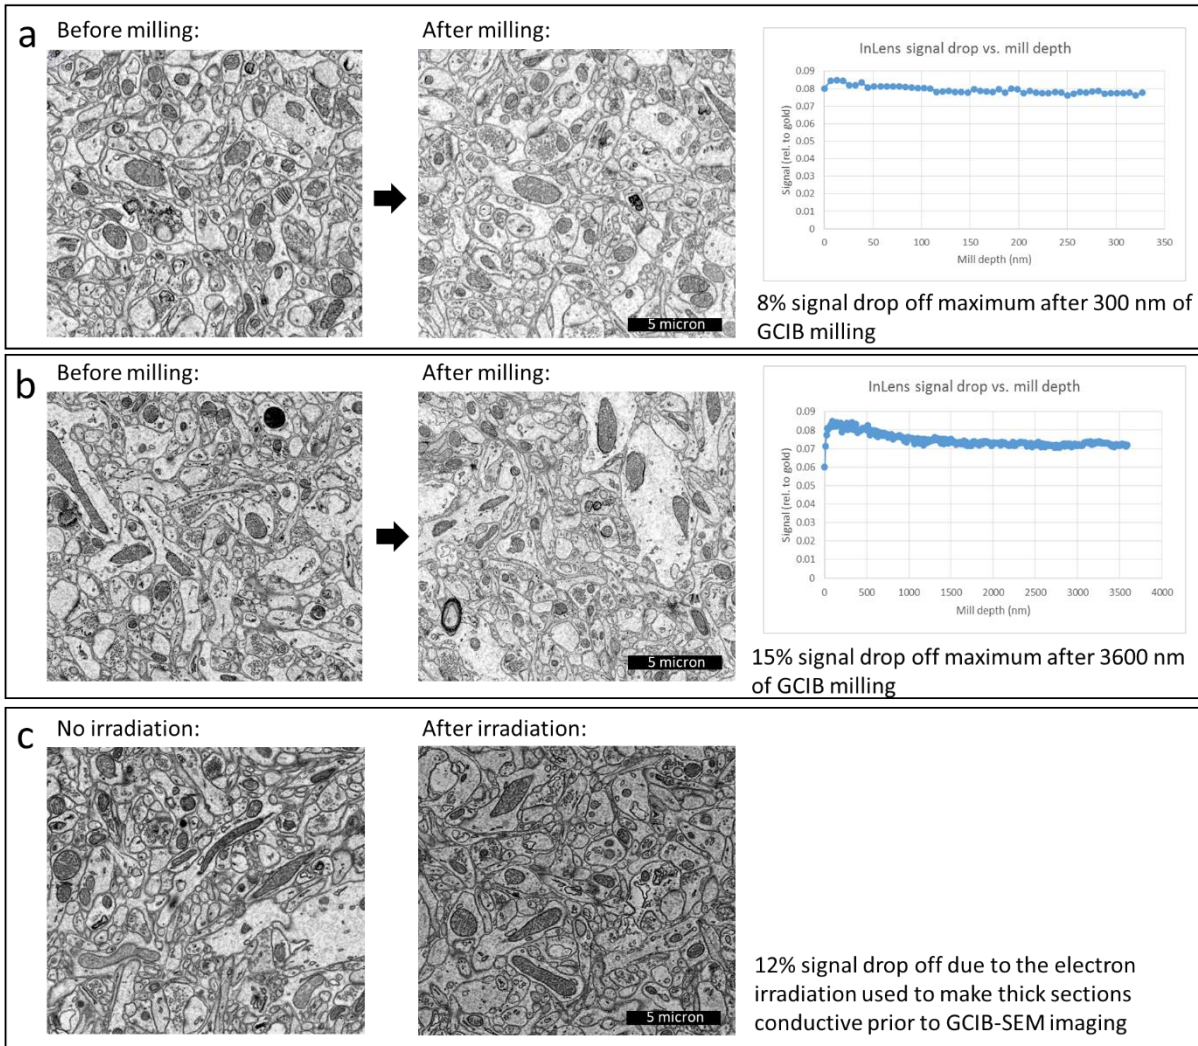 a
Before milling:
After milling:
5 micron
InLens signal drop vs. mill depth
Signal (rel. to gold)
0.09
0.08
0.07
0.06
0.05
0.04
0.03
0.02
0.01
0
0 50 100 150 200 250 300 350
Mill depth (nm)
8% signal drop off maximum after 300 nm of
GCIB milling
b
Before milling:
After milling:
5 micron
InLens signal drop vs. mill depth
Signal (rel. to gold)
0.09
0.08
0.07
0.06
0.05
0.04
0.03
0.02
0.01
0
0 500 1000 1500 2000 2500 3000 3500 4000
Mill depth (nm)
15% signal drop off maximum after 3600 nm
of GCIB milling
c
No irradiation:
After irradiation:
5 micron
12% signal drop off due to the electron
irradiation used to make thick sections
conductive prior to GCIB-SEM imaging